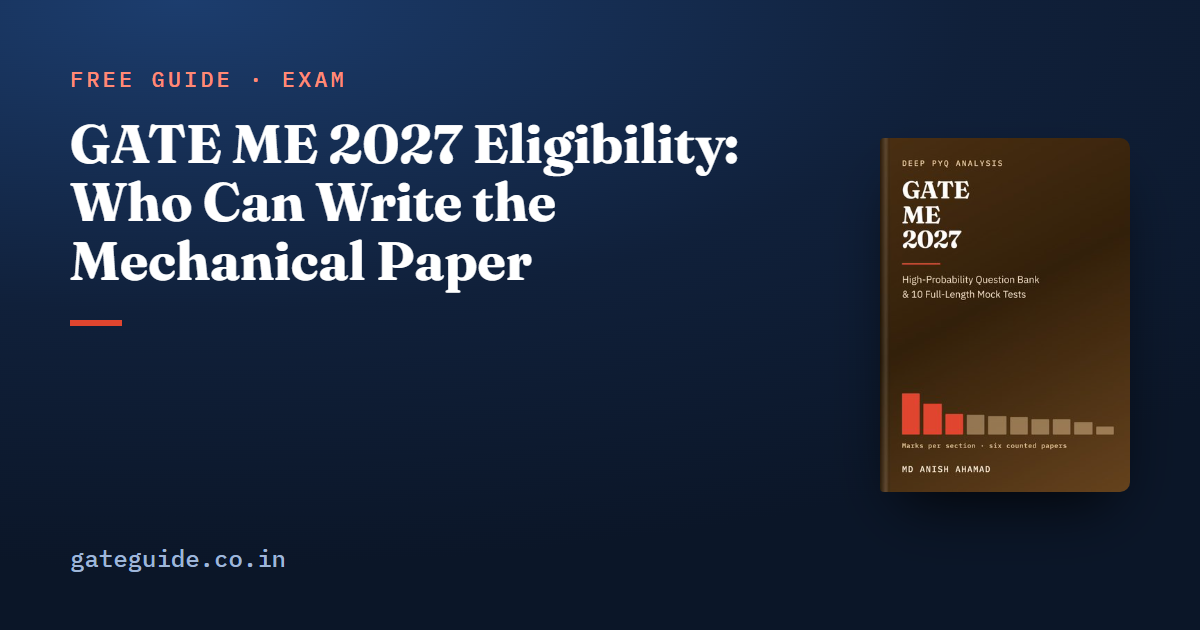 FREE GUIDE · EXAM
GATE ME 2027 Eligibility:
Who Can Write the
Mechanical Paper
gateguide.co.in
DEEP PYQ ANALYSIS
GATE
ME
2027
High-Probability Question Bank
& 10 Full-Length Mock Tests
Marks per section · six counted papers
MD ANISH AHAMAD